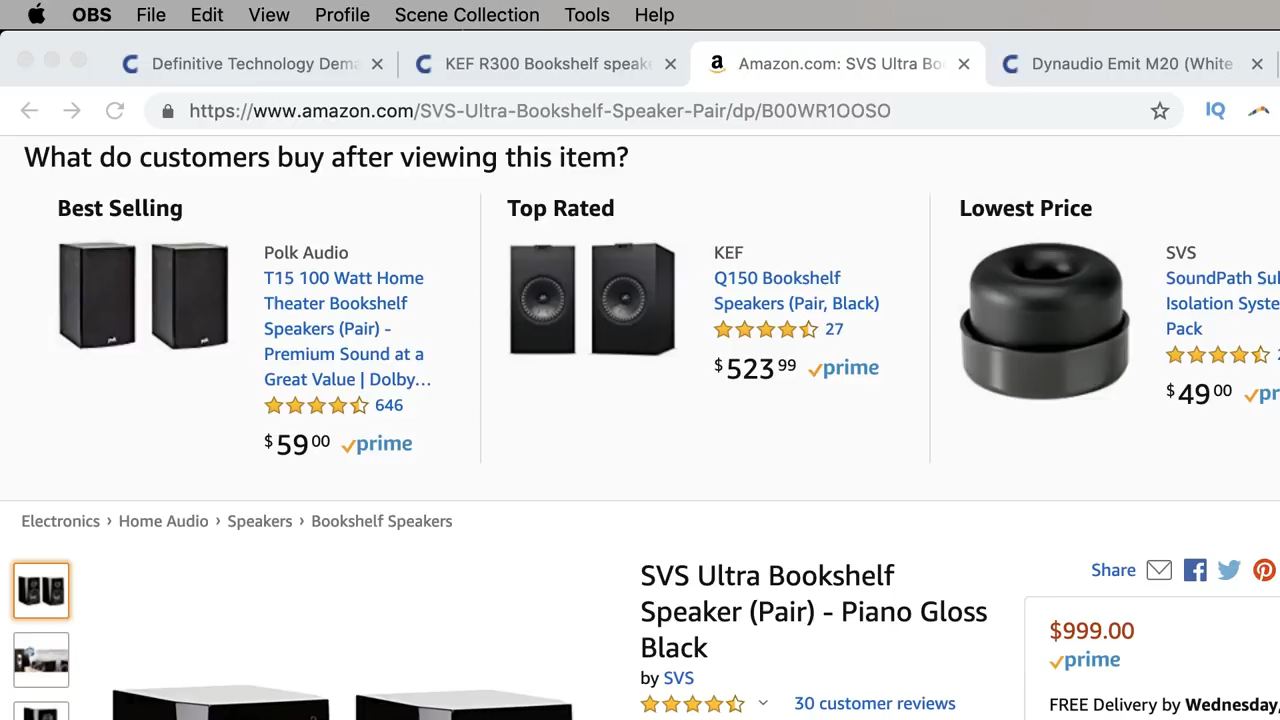 OBS File Edit View Profile Scene Collection Tools Help
Definitive Technology Dema KEF R300 Bookshelf speake Amazon.com: SVS Ultra Boo Dynaudio Emit M20 (White
https://www.amazon.com/SVS-Ultra-Bookshelf-Speaker-Pair/dp/B00WR1OOSO IQ
What do customers buy after viewing this item?
Best Selling
Polk Audio
T15 100 Watt Home
Theater Bookshelf
Speakers (Pair) -
Premium Sound at a
Great Value | Dolby…
646
$59 00 prime
Top Rated
KEF
Q150 Bookshelf
Speakers (Pair, Black)
27
$523 99 prime
Lowest Price
SVS
SoundPath Su
Isolation Syste
Pack
$49 00 pr
Electronics › Home Audio › Speakers › Bookshelf Speakers
SVS Ultra Bookshelf
Speaker (Pair) - Piano Gloss
Black
by SVS
30 customer reviews
Share
$999.00
prime
FREE Delivery by Wednesday,